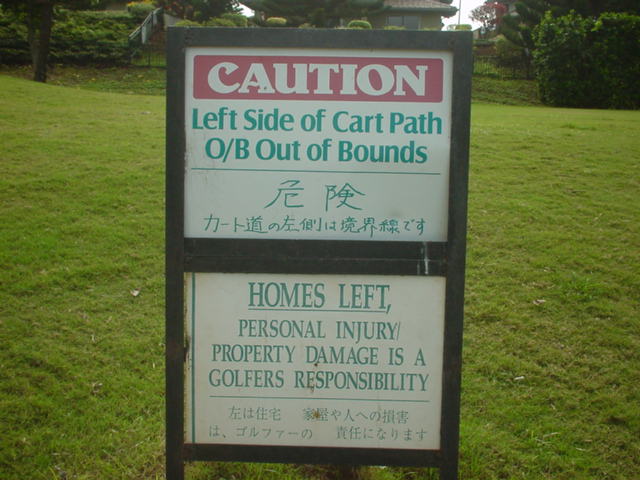 CAUTION
Left Side of Cart Path
O/B Out of Bounds
危険
カート道の左側は境界線です
HOMES LEFT,
PERSONAL INJURY/
PROPERTY DAMAGE IS A
GOLFERS RESPONSIBILITY
左は住宅 家屋や人への損害
は、ゴルファーの 責任になります